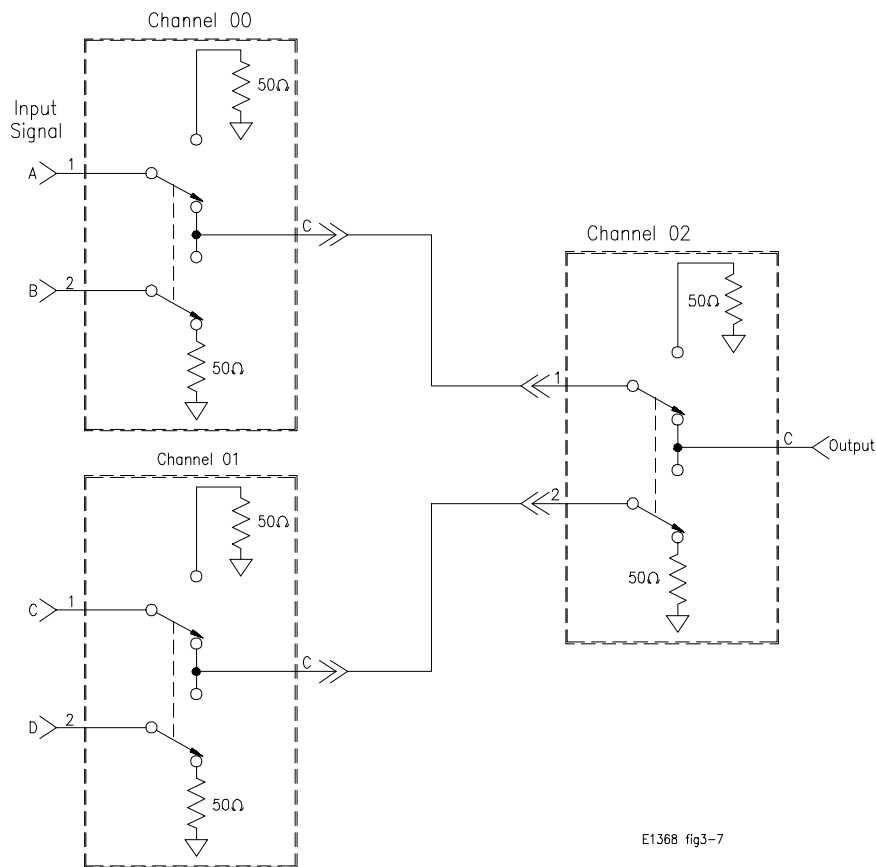 Channel 00
50Ω
Input
Signal
A
1
C
B
2
50Ω
Channel 02
50Ω
1
C
Output
2
50Ω
Channel 01
50Ω
C
1
C
D
2
50Ω
E1368 fig3-7